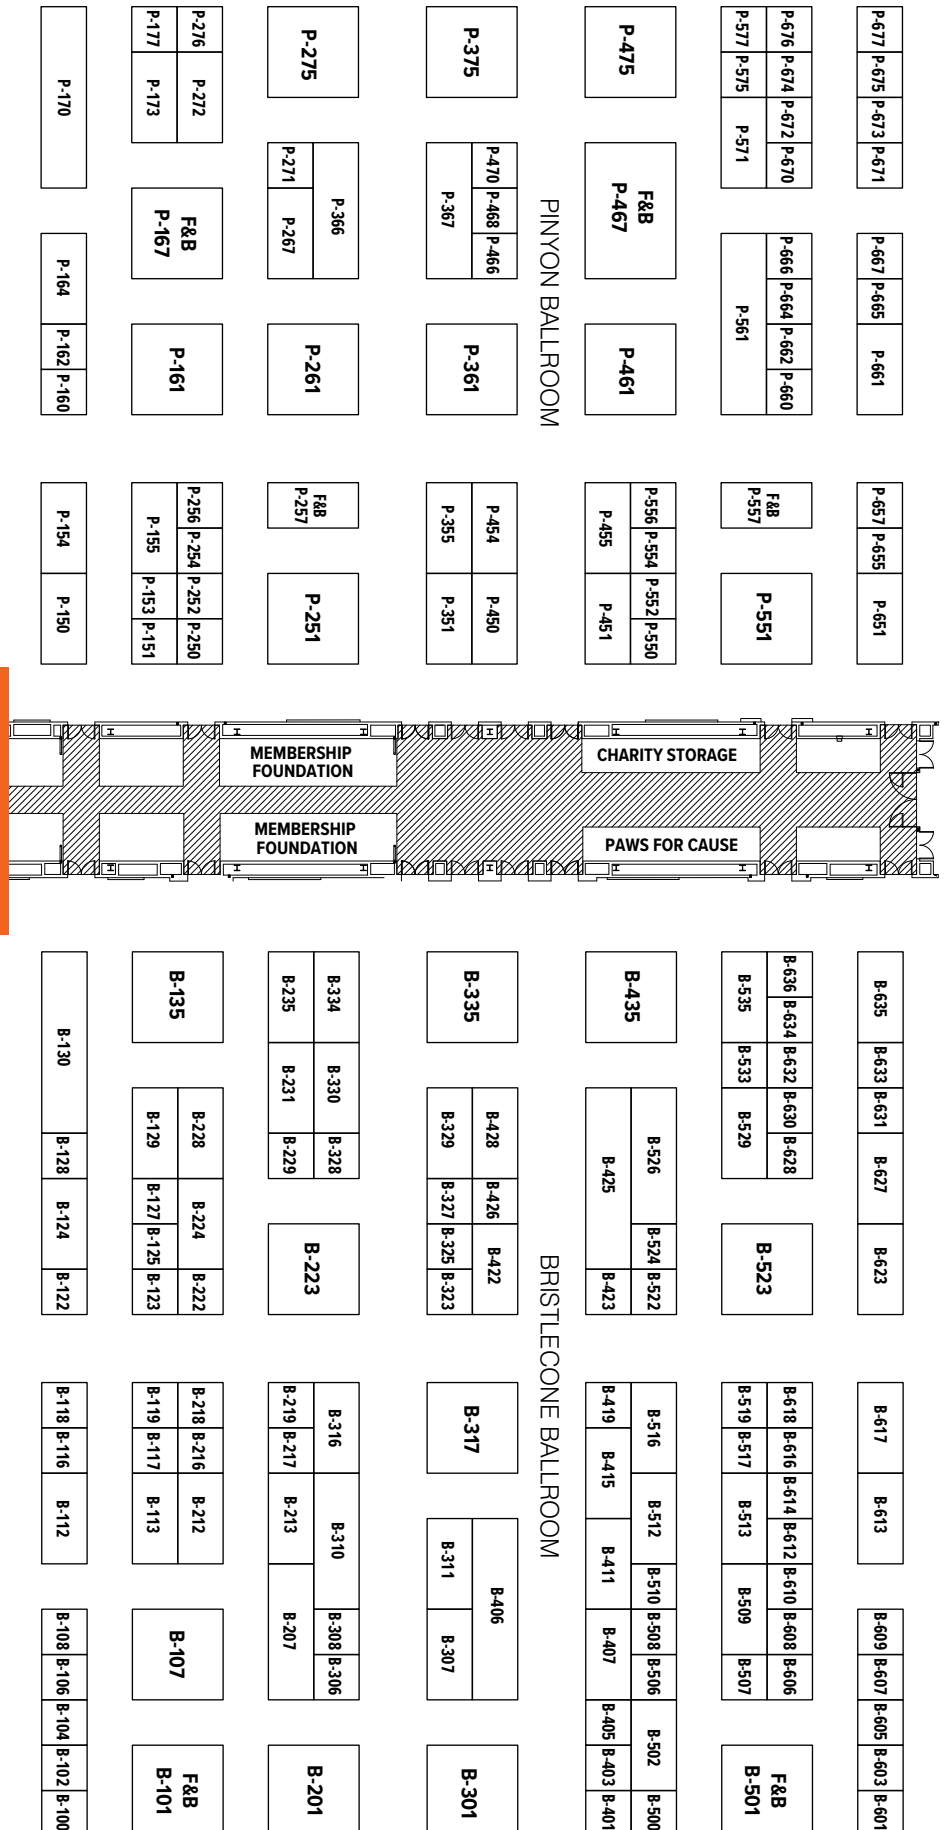 P-170
P-177
P-276
P-173
P-272
P-275
P-375
P-475
P-577
P-676
P-575
P-674
P-571
P-672
P-670
P-677
P-675
P-673
P-671
F&B
P-167
P-271
P-267
P-366
P-367
P-470
P-468
P-466
PINYON BALLROOM
F&B
P-467
P-164
P-162
P-160
P-161
P-261
P-361
P-461
P-561
P-666
P-664
P-662
P-660
P-667
P-665
P-661
P-154
P-150
P-155
P-256
P-254
P-153
P-252
P-151
P-250
F&B
P-257
P-251
P-355
P-454
P-351
P-450
P-455
P-556
P-554
P-451
P-552
P-550
F&B
P-557
P-551
P-657
P-655
P-651
MEMBERSHIP
FOUNDATION
CHARITY STORAGE
MEMBERSHIP
FOUNDATION
PAWS FOR CAUSE
B-130
B-128
B-124
B-122
B-135
B-129
B-228
B-127
B-224
B-125
B-123
B-222
B-235
B-334
B-231
B-330
B-229
B-328
B-223
B-335
B-329
B-428
B-327
B-426
B-325
B-422
B-323
B-435
B-425
B-526
B-524
B-423
B-522
B-535
B-636
B-634
B-533
B-632
B-529
B-630
B-628
B-523
B-635
B-633
B-631
B-627
B-623
BRISTLECONE BALLROOM
B-118
B-116
B-112
B-108
B-106
B-104
B-102
B-100
B-119
B-218
B-117
B-216
B-113
B-212
B-107
F&B
B-101
B-219
B-316
B-217
B-213
B-310
B-207
B-308
B-306
B-201
B-317
B-311
B-406
B-307
B-301
B-419
B-516
B-415
B-512
B-411
B-510
B-407
B-508
B-506
B-405
B-502
B-403
B-401
B-500
B-519
B-618
B-517
B-616
B-513
B-614
B-612
B-509
B-610
B-608
B-507
B-606
F&B
B-501
B-617
B-613
B-609
B-607
B-605
B-603
B-601